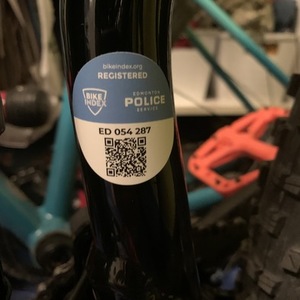 bikeindex.org
REGISTERED
BIKE
INDEX
EDMONTON
POLICE
SERVICE
ED 054 287